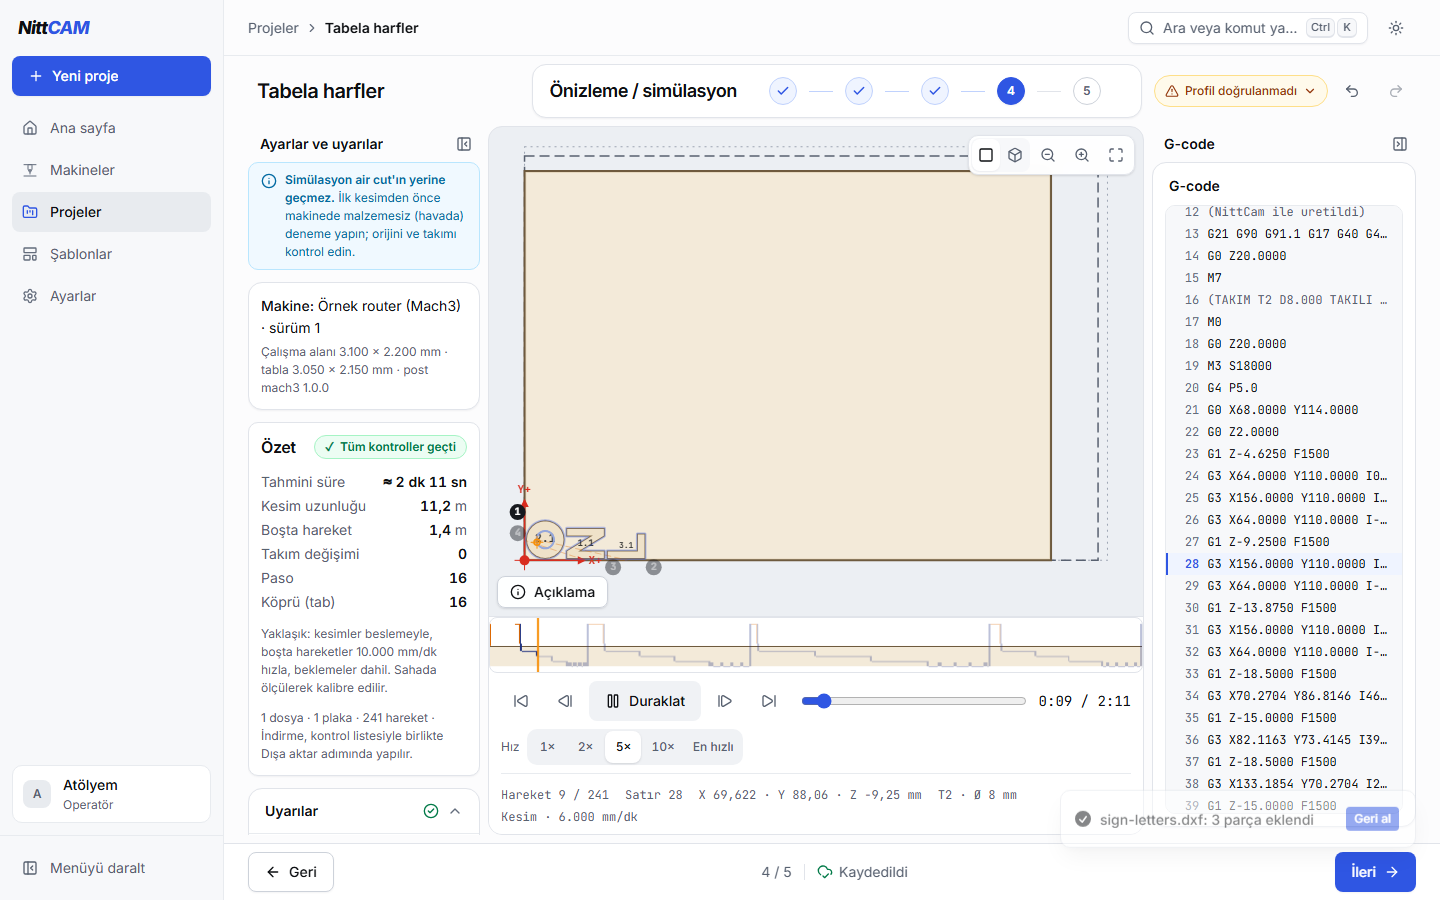 NittCAM
Yeni proje
Ana sayfa
Makineler
Projeler
Şablonlar
Ayarlar
A
Atölyem
Operatör
Menüyü daralt
Projeler > Tabela harfler
Ara veya komut ya...
Ctrl K
Tabela harfler
Önizleme / simülasyon
4
5
Profil doğrulanmadı
Ayarlar ve uyarılar
Simülasyon air cut'ın yerine
geçmez. İlk kesimden önce
makinede malzemesiz (havada)
deneme yapın; orijini ve takımı
kontrol edin.
Makine: Örnek router (Mach3)
· sürüm 1
Çalışma alanı 3.100 × 2.200 mm ·
tabla 3.050 × 2.150 mm · post
mach3 1.0.0
Özet
✓ Tüm kontroller geçti
Tahmini süre ≈ 2 dk 11 sn
Kesim uzunluğu 11,2 m
Boşta hareket 1,4 m
Takım değişimi 0
Paso 16
Köprü (tab) 16
Yaklaşık: kesimler beslemeyle,
boşta hareketler 10.000 mm/dk
hızla, beklemeler dahil. Sahada
ölçülerek kalibre edilir.
1 dosya · 1 plaka · 241 hareket ·
İndirme, kontrol listesiyle birlikte
Dışa aktar adımında yapılır.
Uyarılar
Y+
1
4
2.1
1.1
3.1
X+
3
2
Açıklama
Duraklat
0:09 / 2:11
Hız 1× 2× 5× 10× En hızlı
Hareket 9 / 241 Satır 28 X 69,622 · Y 88,06 · Z -9,25 mm T2 · Ø 8 mm
Kesim · 6.000 mm/dk
G-code
G-code
12 (NittCam ile üretildi)
13 G21 G90 G91.1 G17 G40 G4…
14 G0 Z20.0000
15 M7
16 (TAKIM T2 D8.000 TAKILI …
17 M0
18 G0 Z20.0000
19 M3 S18000
20 G4 P5.0
21 G0 X68.0000 Y114.0000
22 G0 Z2.0000
23 G1 Z-4.6250 F1500
24 G3 X64.0000 Y110.0000 I0…
25 G3 X156.0000 Y110.0000 I…
26 G3 X64.0000 Y110.0000 I-…
27 G1 Z-9.2500 F1500
28 G3 X156.0000 Y110.0000 I…
29 G3 X64.0000 Y110.0000 I-…
30 G1 Z-13.8750 F1500
31 G3 X156.0000 Y110.0000 I…
32 G3 X64.0000 Y110.0000 I-…
33 G1 Z-18.5000 F1500
34 G3 X70.2704 Y86.8146 I46…
35 G1 Z-15.0000 F1500
36 G3 X82.1163 Y73.4145 I39…
37 G1 Z-18.5000 F1500
38 G3 X133.1854 Y70.2704 I2…
39 G1 Z-15.0000 F1500
sign-letters.dxf: 3 parça eklendi
Geri al
Geri
4 / 5
Kaydedildi
İleri